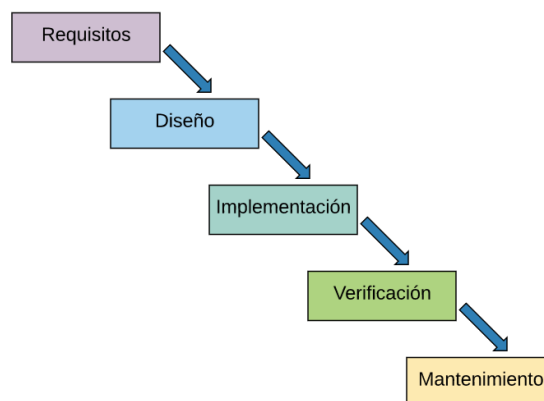 Requisitos
Diseño
Implementación
Verificación
Mantenimiento